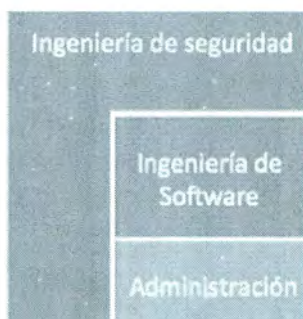 Ingeniería de seguridad
Ingeniería de
Software
Administración